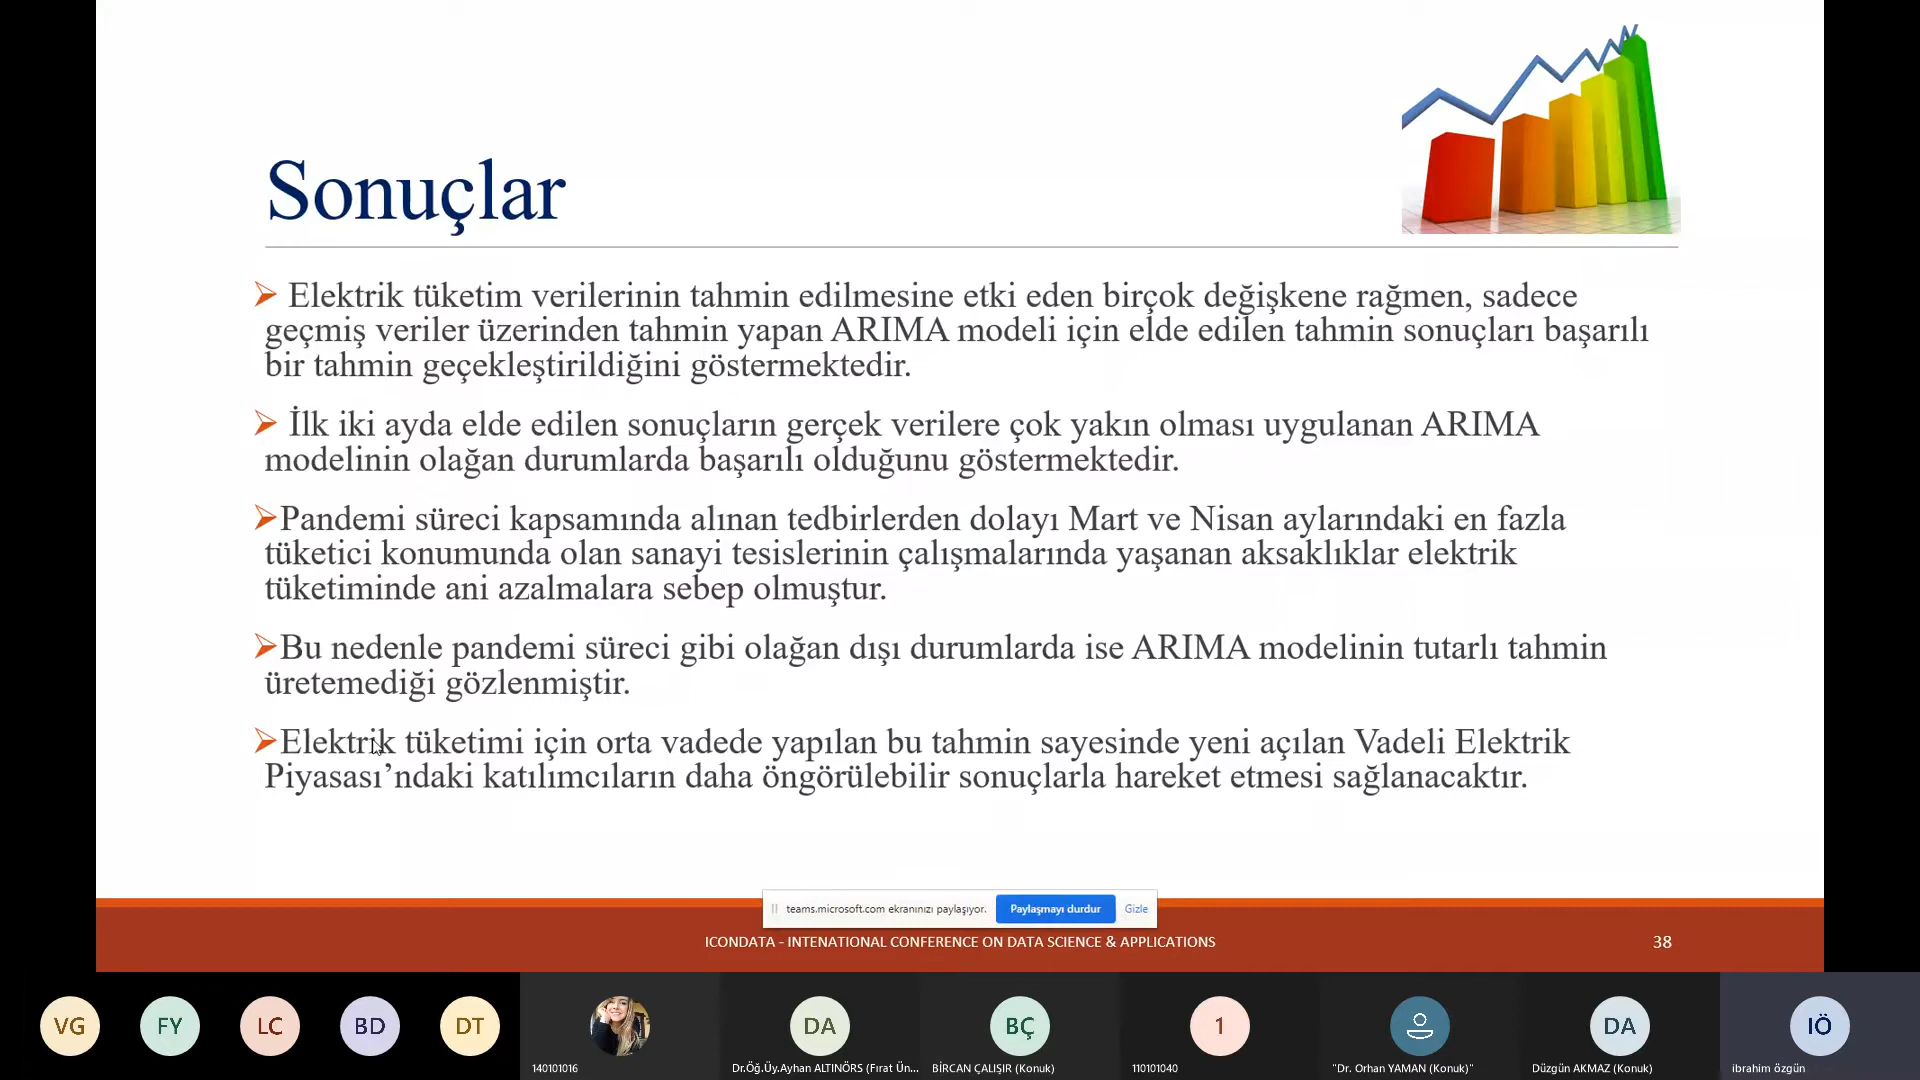 Sonuçlar
➢ Elektrik tüketim verilerinin tahmin edilmesine etki eden birçok değişkene rağmen, sadece
geçmiş veriler üzerinden tahmin yapan ARIMA modeli için elde edilen tahmin sonuçları başarılı
bir tahmin geçekleştirildiğini göstermektedir.
➢ İlk iki ayda elde edilen sonuçların gerçek verilere çok yakın olması uygulanan ARIMA
modelinin olağan durumlarda başarılı olduğunu göstermektedir.
➢Pandemi süreci kapsamında alınan tedbirlerden dolayı Mart ve Nisan aylarındaki en fazla
tüketici konumunda olan sanayi tesislerinin çalışmalarında yaşanan aksaklıklar elektrik
tüketiminde ani azalmalara sebep olmuştur.
➢Bu nedenle pandemi süreci gibi olağan dışı durumlarda ise ARIMA modelinin tutarlı tahmin
üretemediği gözlenmiştir.
➢Elektrik tüketimi için orta vadede yapılan bu tahmin sayesinde yeni açılan Vadeli Elektrik
Piyasası’ndaki katılımcıların daha öngörülebilir sonuçlarla hareket etmesi sağlanacaktır.
teams.microsoft.com ekranınızı paylaşıyor. Paylaşmayı durdur Gizle
ICONDATA - INTENATIONAL CONFERENCE ON DATA SCIENCE & APPLICATIONS 38
VG FY LC BD DT DA BÇ 1 DA İÖ
140101016 Dr.Öğ.Üy.Ayhan ALTINÖRS (Fırat Ün... BİRCAN ÇALIŞIR (Konuk) 110101040 "Dr. Orhan YAMAN (Konuk)" Düzgün AKMAZ (Konuk) ibrahim özgün